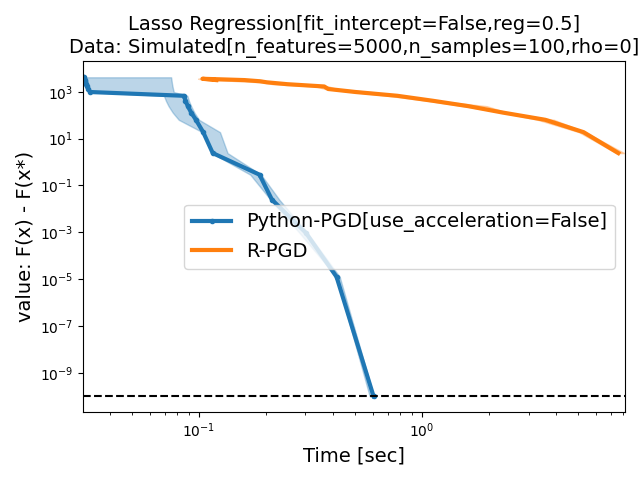 Lasso Regression[fit_intercept=False,reg=0.5]
Data: Simulated[n_features=5000,n_samples=100,rho=0]
value: F(x) - F(x*)
10³
10¹
10⁻¹
10⁻³
10⁻⁵
10⁻⁷
10⁻⁹
Python-PGD[use_acceleration=False]
R-PGD
10⁻¹
10⁰
Time [sec]